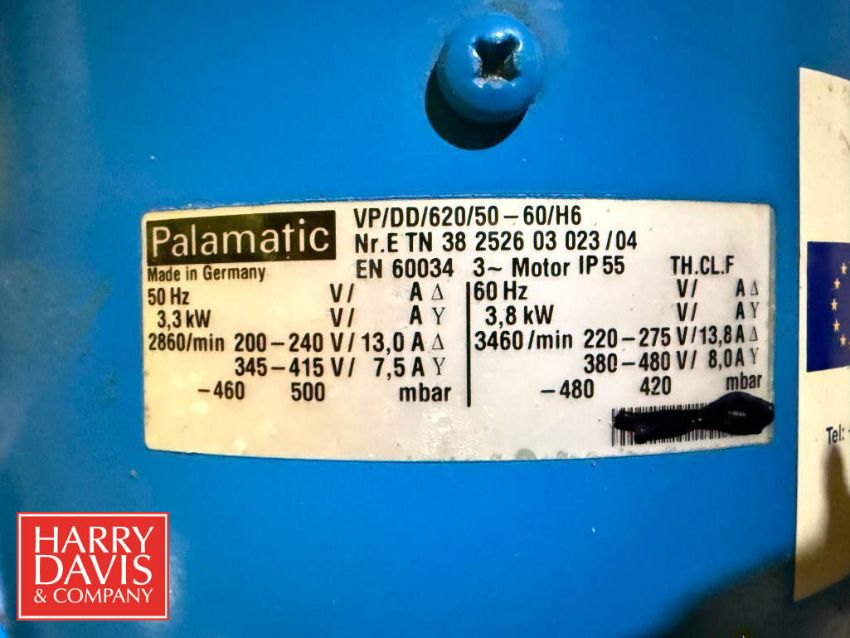 Palamatic
VP/DD/620/50-60/H6
Nr.E TN 38 2526 03 023/04
Made in Germany
EN 60034 3~ Motor IP 55 TH.CL.F
50 Hz V/ A Δ
3,3 kW V/ A Y
2860/min 200-240 V/ 13,0 A Δ
345-415 V/ 7,5 A Y
-460 500 mbar
60 Hz V/ A Δ
3,8 kW V/ A Y
3460/min 220-275 V/ 13,8 A Δ
380-480 V/ 8,0 A Y
-480 420 mbar
Tel:
HARRY
DAVIS
& COMPANY